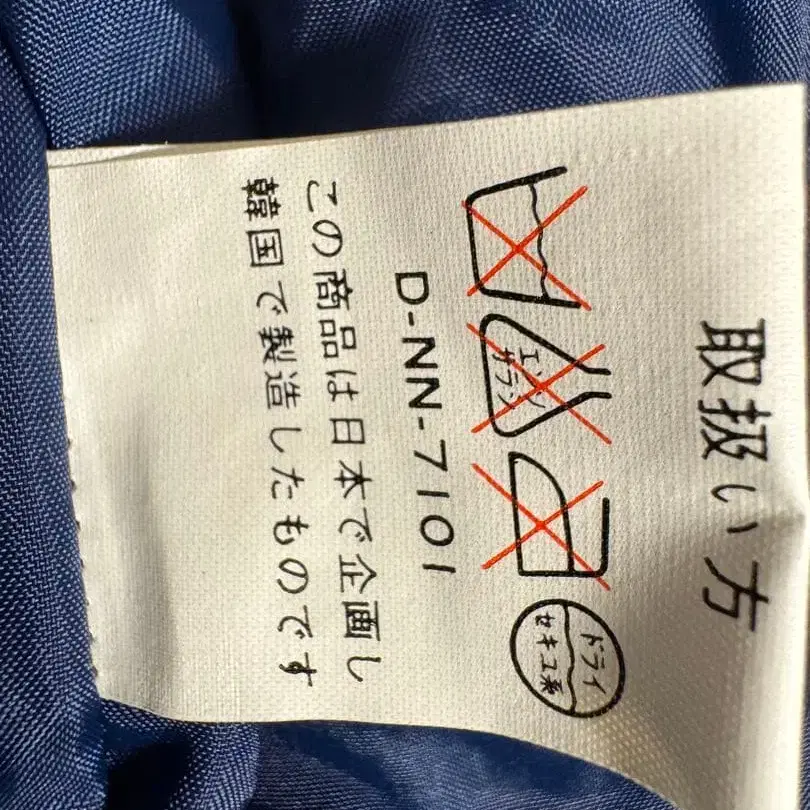 取扱い方
エンソ
サラシ
ドライ
セキユ系
D-NN-7101
この商品は日本で企画し
韓国で製造したものです